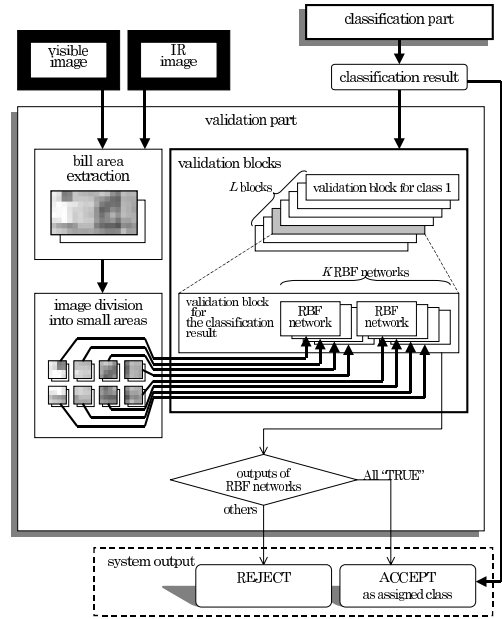 classification part
visible
image
IR
image
classification result
validation part
bill area
extraction
validation blocks
L blocks
validation block for class 1
K RBF networks
image division
into small areas
validation block
for
the classification
result
RBF
network
RBF
network
outputs of
RBF networks
All "TRUE"
others
system output
REJECT
ACCEPT
as assigned class